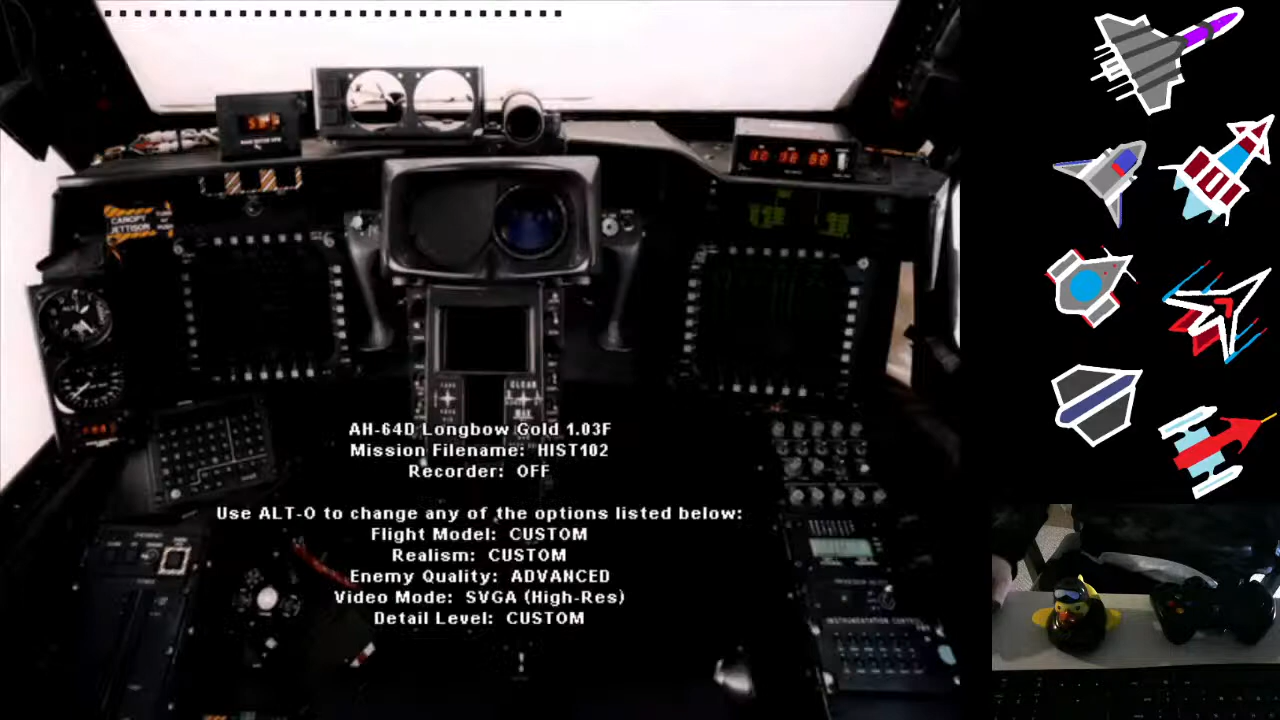 CANOPY
JETTISON
CLEAR
AH-64D Longbow Gold 1.03F
Mission Filename: HIST102
Recorder: OFF
Use ALT-O to change any of the options listed below:
Flight Model: CUSTOM
Realism: CUSTOM
Enemy Quality: ADVANCED
Video Mode: SVGA (High-Res)
Detail Level: CUSTOM